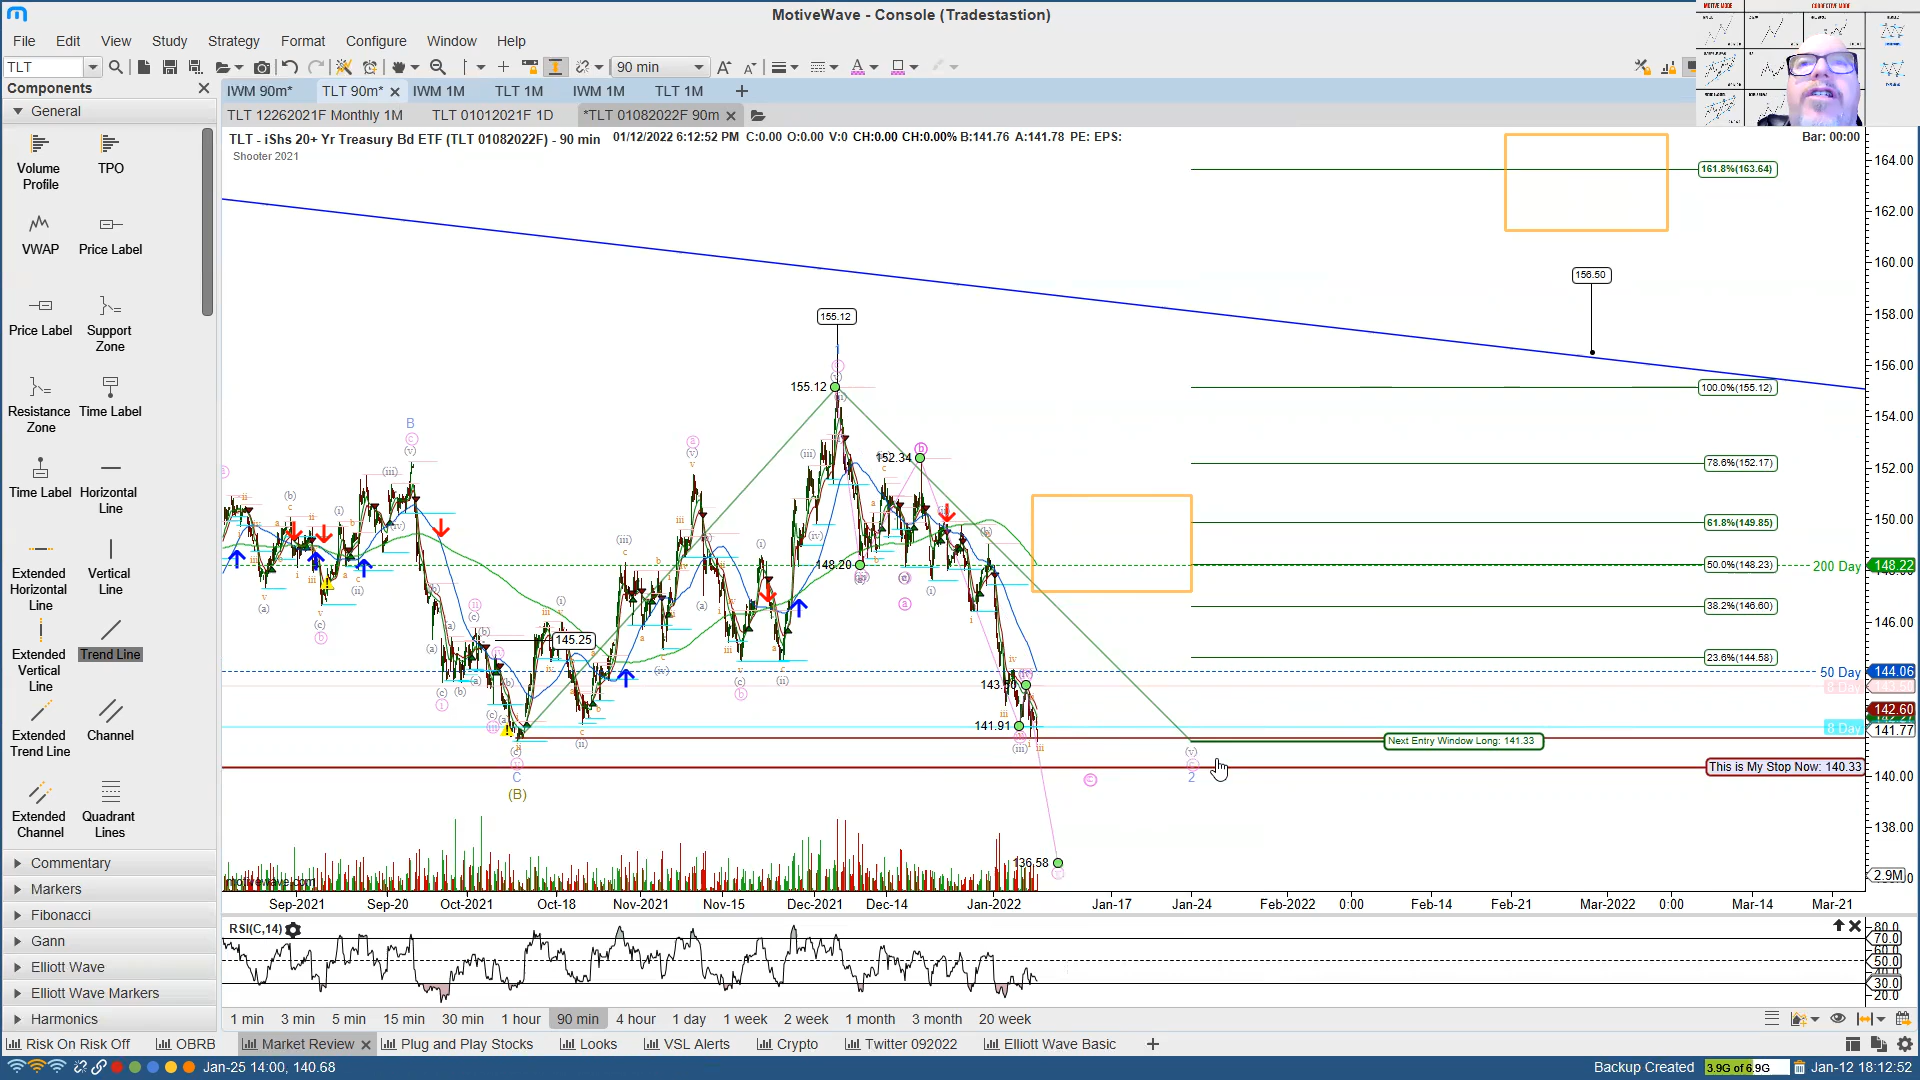 MotiveWave - Console (Tradestastion)
File Edit View Study Strategy Format Configure Window Help
TLT 90 min
Components
General
Volume Profile
TPO
VWAP
Price Label
Price Label
Support Zone
Resistance Zone
Time Label
Time Label
Horizontal Line
Extended Horizontal Line
Vertical Line
Extended Vertical Line
Trend Line
Extended Trend Line
Channel
Extended Channel
Quadrant Lines
Commentary
Markers
Fibonacci
Gann
Elliott Wave
Elliott Wave Markers
Harmonics
IWM 90m* TLT 90m* IWM 1M TLT 1M IWM 1M TLT 1M
TLT 12262021F Monthly 1M TLT 01012021F 1D *TLT 01082022F 90m
TLT - iShs 20+ Yr Treasury Bd ETF (TLT 01082022F) - 90 min 01/12/2022 6:12:52 PM C:0.00 O:0.00 V:0 CH:0.00 CH:0.00% B:141.76 A:141.78 PE: EPS:
Bar: 00:00
Shooter 2021
161.8%(163.64)
156.50
155.12
155.12
100.0%(155.12)
152.34
78.6%(152.17)
61.8%(149.85)
148.20
50.0%(148.23)
200 Day 148.22
38.2%(146.60)
145.25
23.6%(144.58)
50 Day 144.06
8 Day
142.60
141.91
8 Day 141.77
Next Entry Window Long: 141.33
This is My Stop Now: 140.33
B
C
(B)
2
136.58
2.9M
164.00
162.00
160.00
158.00
156.00
154.00
152.00
150.00
146.00
140.00
138.00
motivewave.com
Sep-2021 Sep-20 Oct-2021 Oct-18 Nov-2021 Nov-15 Dec-2021 Dec-14 Jan-2022 Jan-17 Jan-24 Feb-2022 0:00 Feb-14 Feb-21 Mar-2022 0:00 Mar-14 Mar-21
RSI(C,14)
80.0
70.0
50.0
30.0
20.0
1 min 3 min 5 min 15 min 30 min 1 hour 90 min 4 hour 1 day 1 week 2 week 1 month 3 month 20 week
Risk On Risk Off OBRB Market Review Plug and Play Stocks Looks VSL Alerts Crypto Twitter 092022 Elliott Wave Basic
Jan-25 14:00, 140.68
Backup Created 3.9G of 6.9G Jan-12 18:12:52